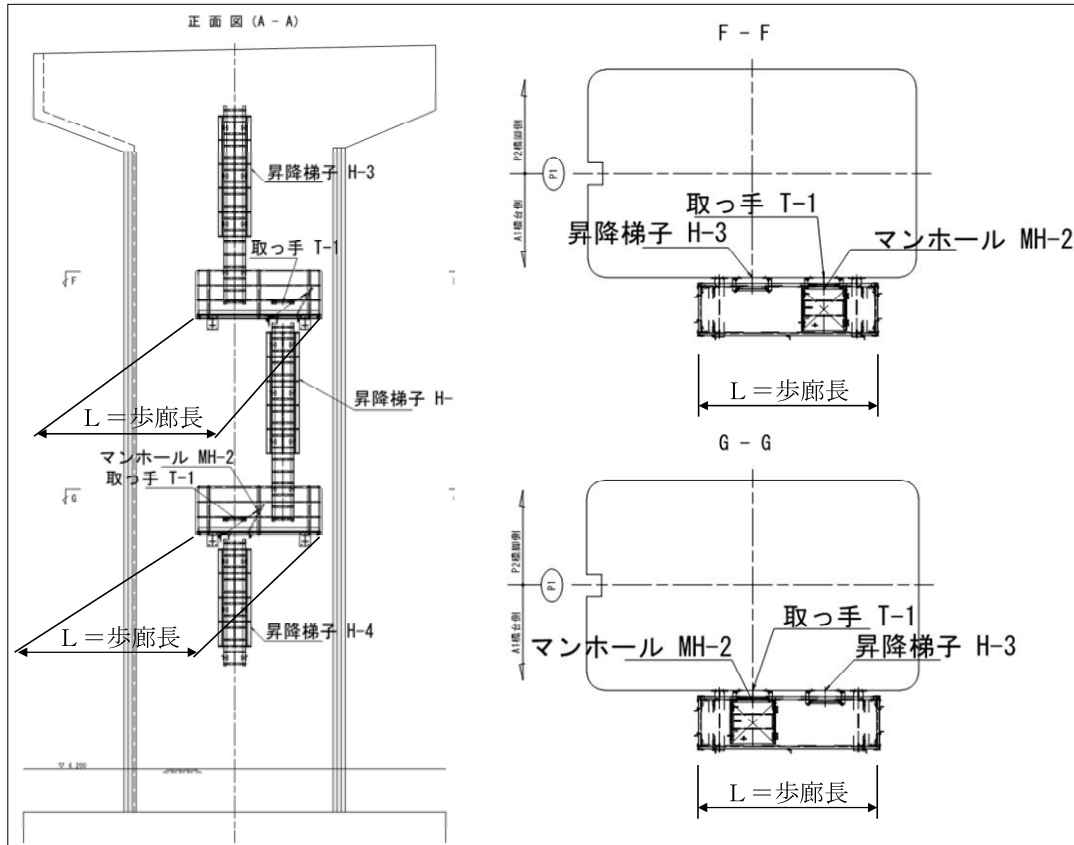 正 面 図 (A - A)
昇降梯子 H-3
取っ手 T-1
F
L＝歩廊長
昇降梯子 H-
マンホール MH-2
取っ手 T-1
G
L＝歩廊長
昇降梯子 H-4
▽ 6.200
F - F
P2橋脚側
P1
A1橋台側
取っ手 T-1
昇降梯子 H-3
マンホール MH-2
L＝歩廊長
G - G
P2橋脚側
P1
A1橋台側
取っ手 T-1
マンホール MH-2
昇降梯子 H-3
L＝歩廊長